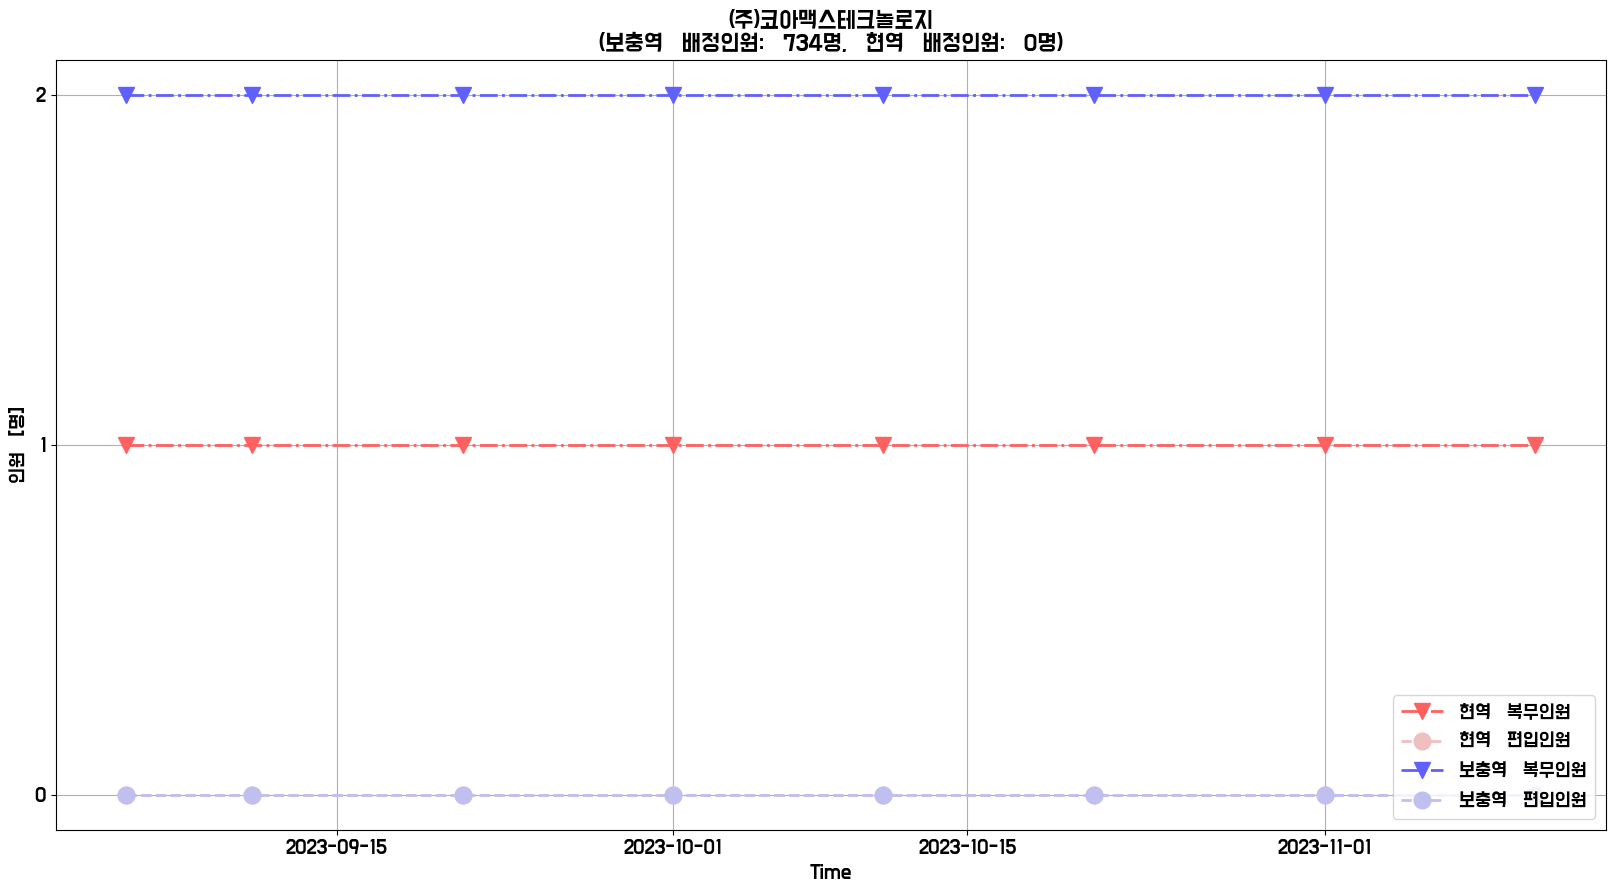 (주)코아맥스테크놀로지
(보충역 배정인원: 734명, 현역 배정인원: 0명)
2
1
0
인원 [명]
현역 복무인원
현역 편입인원
보충역 복무인원
보충역 편입인원
2023-09-15 2023-10-01 2023-10-15 2023-11-01
Time